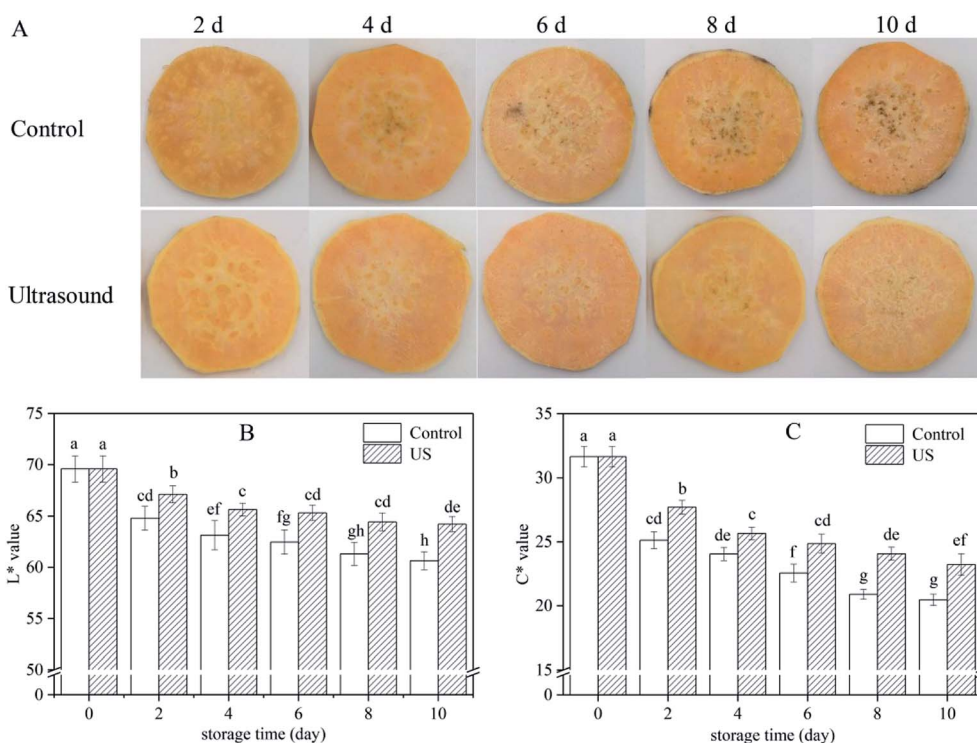 A
2 d 4 d 6 d 8 d 10 d
Control
Ultrasound
B
Control
US
75
70
65
60
50
0
L* value
a a cd b ef c fg cd gh cd h de
0 2 4 6 8 10
storage time (day)
C
Control
US
35
30
25
20
15
0
C* value
a a cd b de c f cd g de g ef
0 2 4 6 8 10
storage time (day)